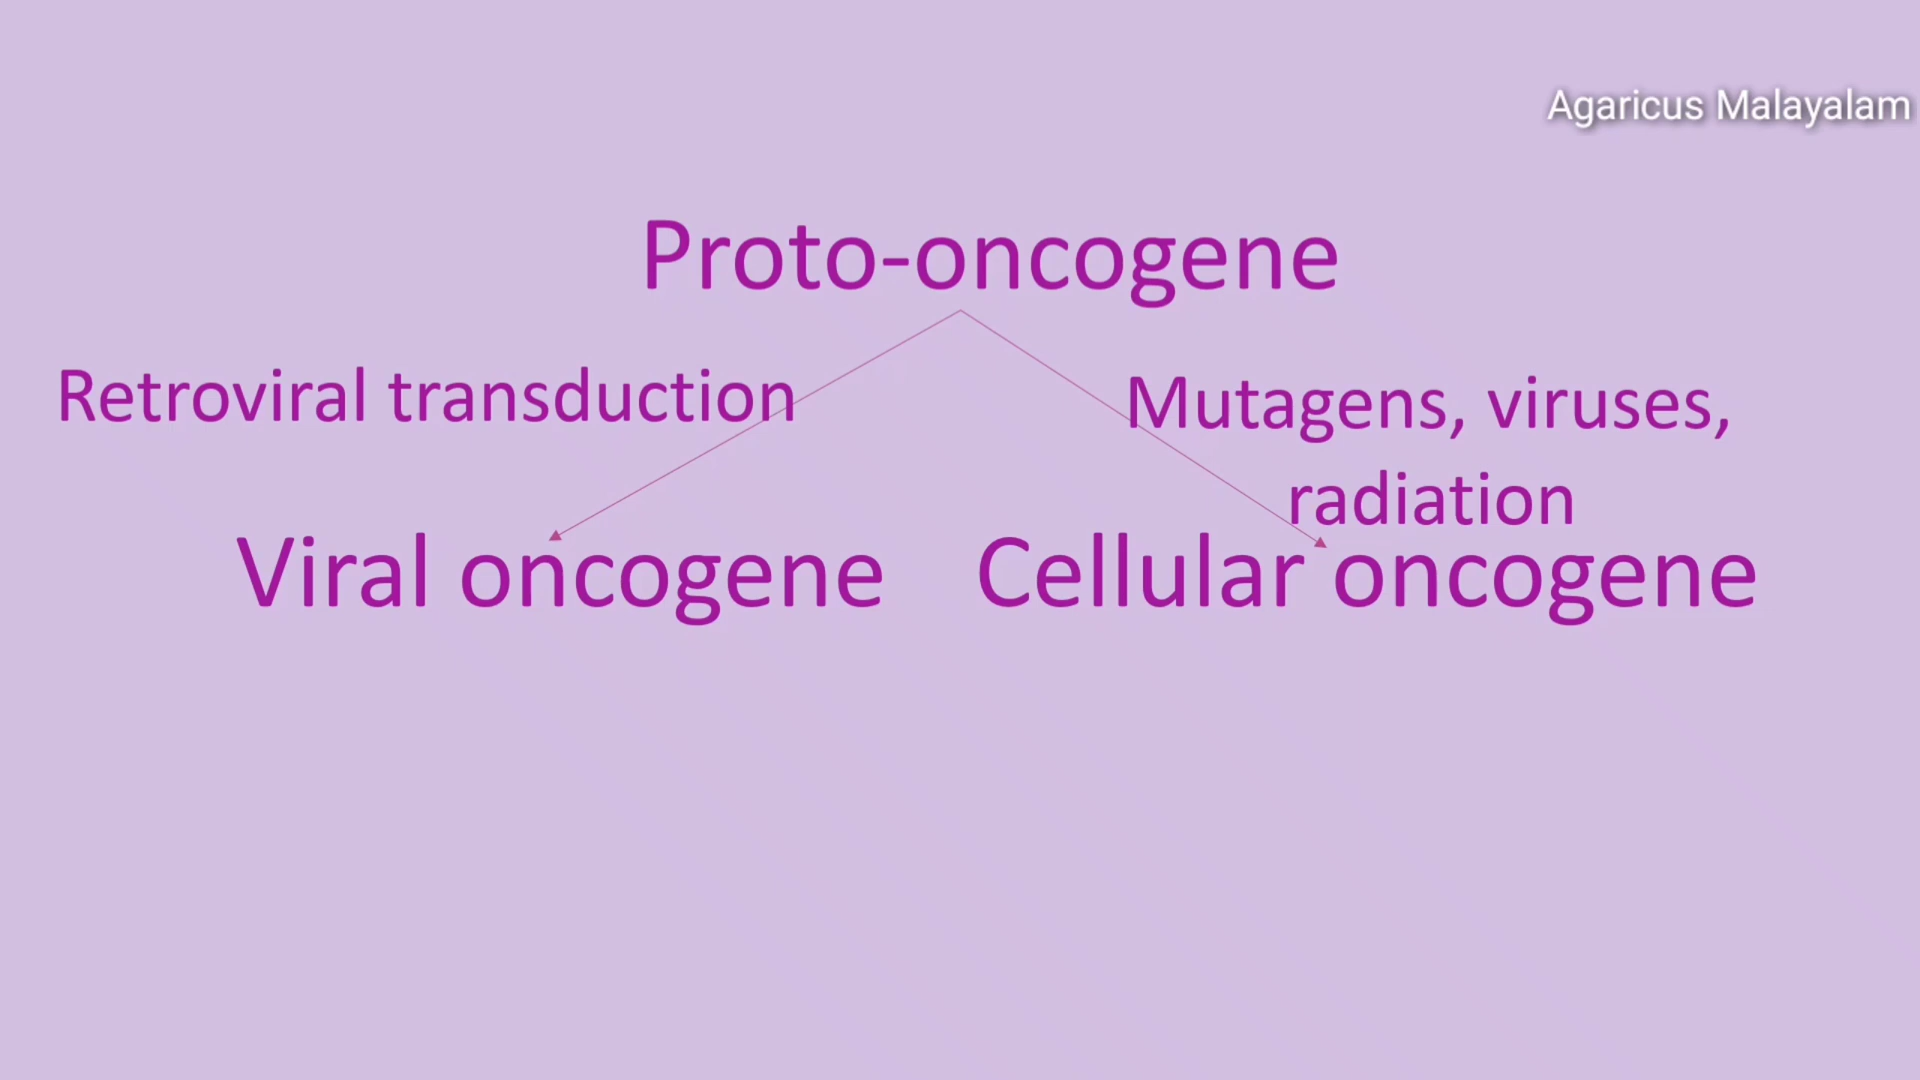 Agaricus Malayalam
Proto-oncogene
Retroviral transduction
Mutagens, viruses,
radiation
Viral oncogene
Cellular oncogene